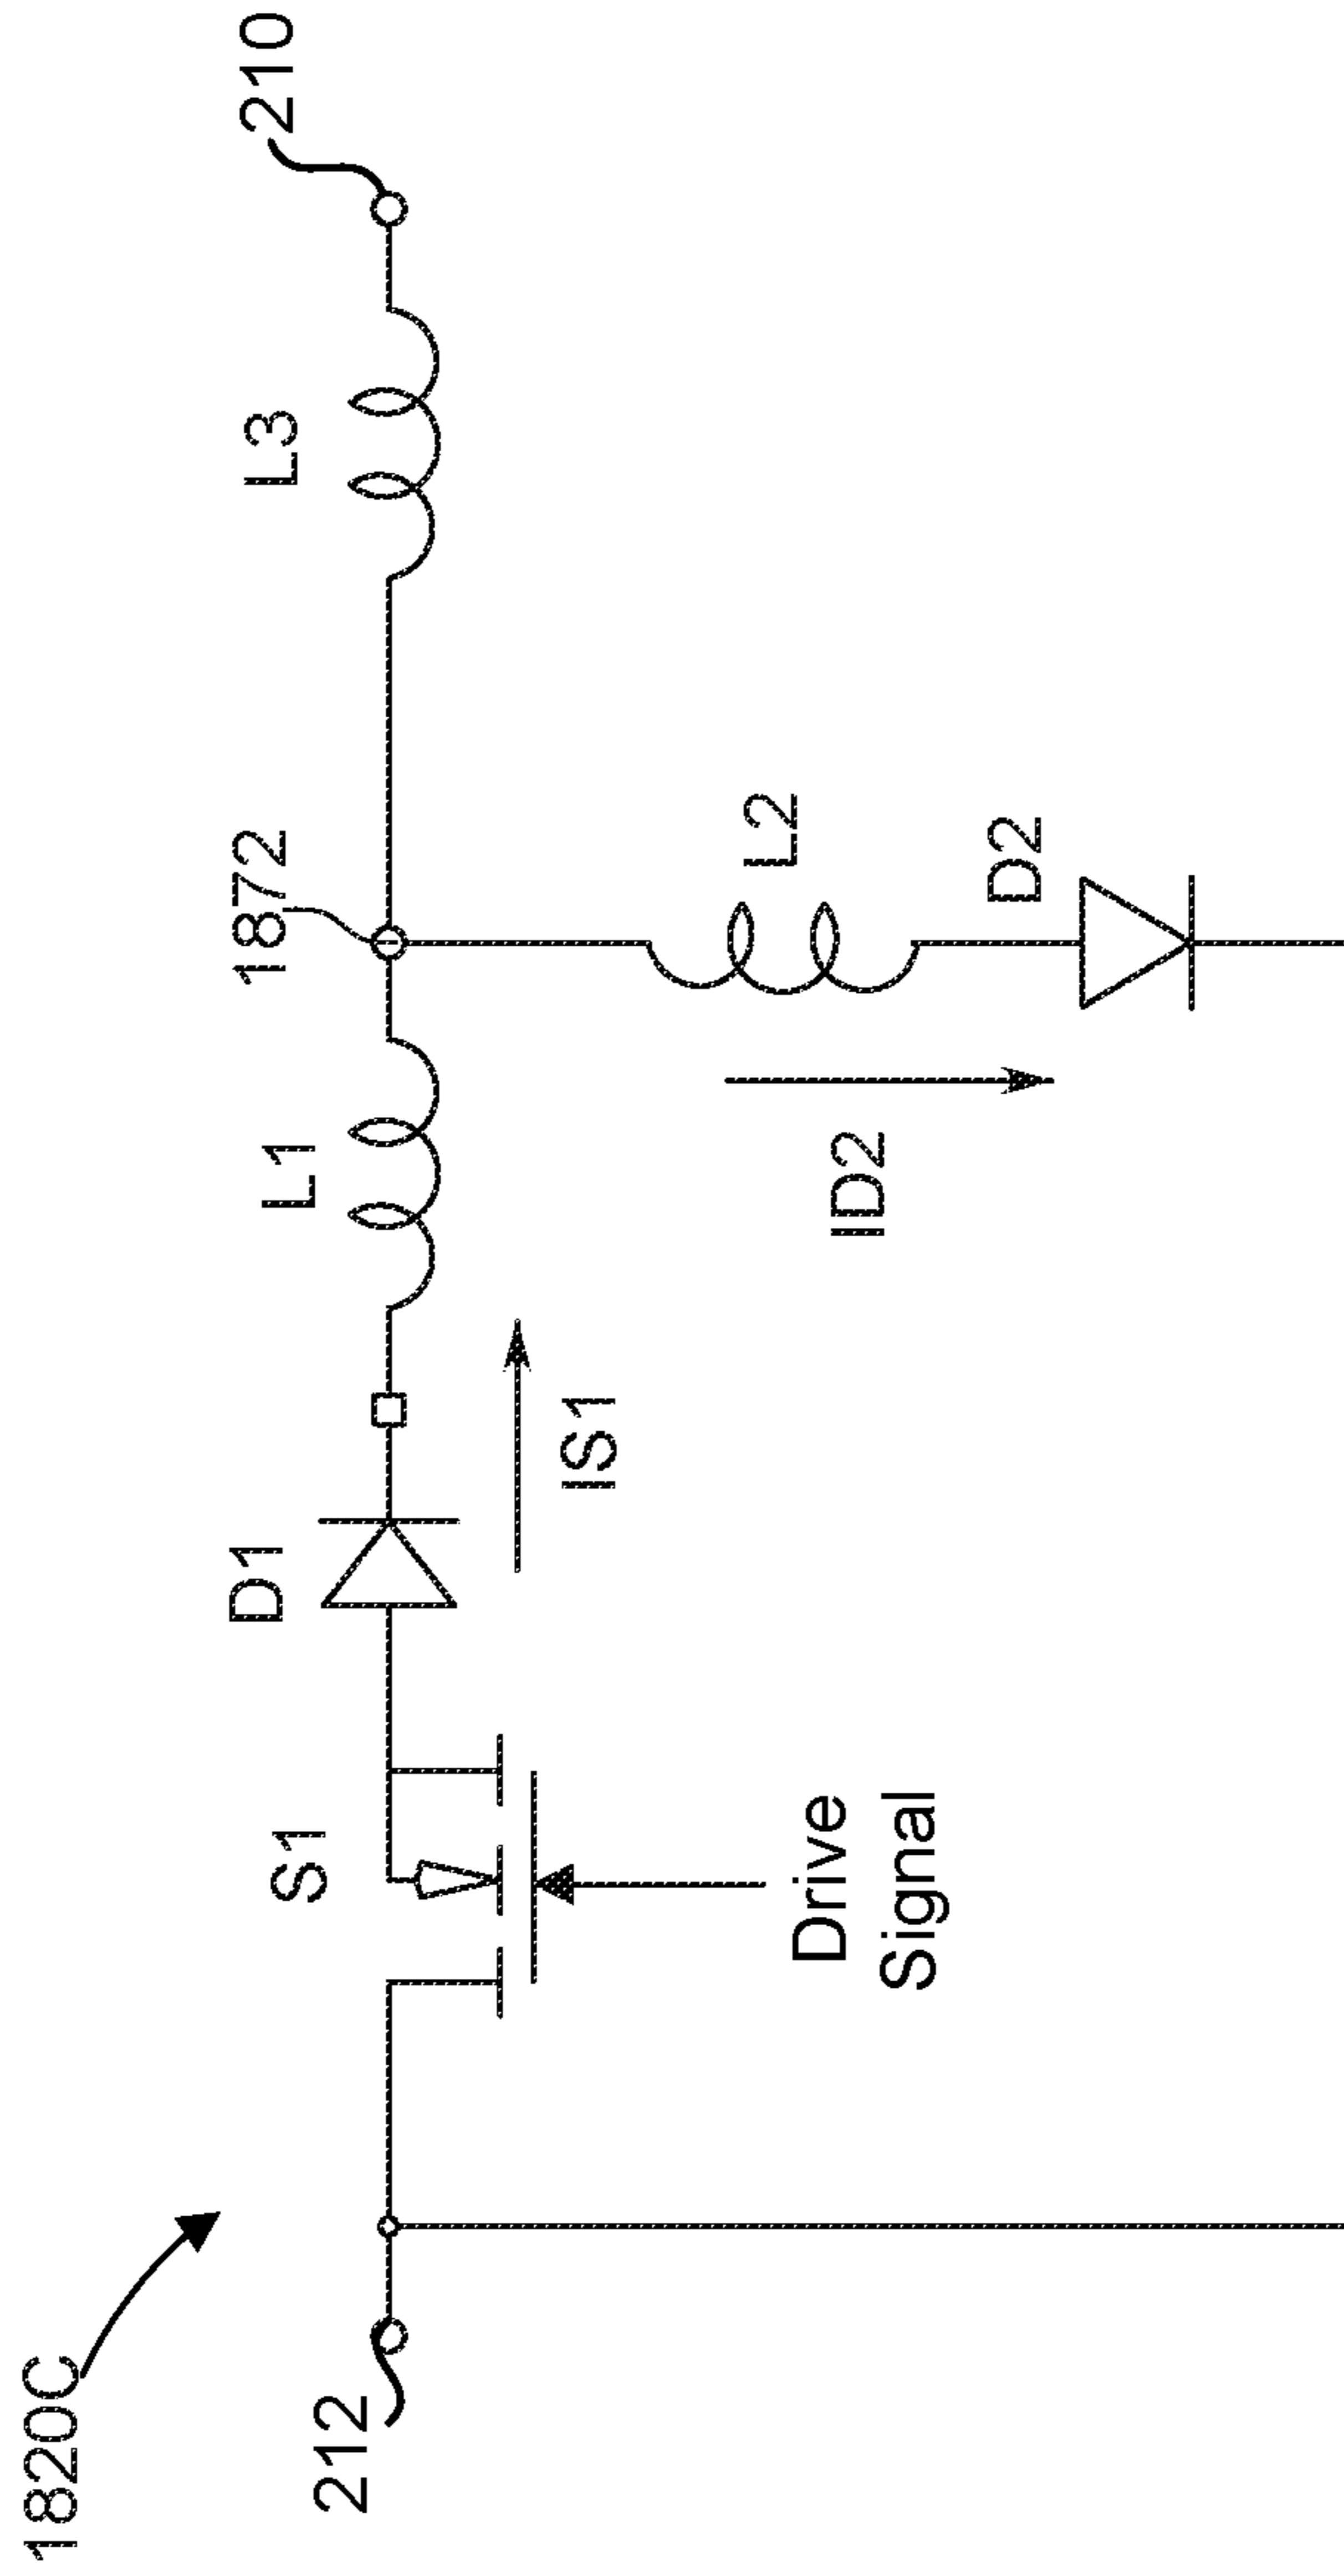 1820C
212
S1
D1
L1
1872
L3
210
IS1
Drive
Signal
ID2
L2
D2